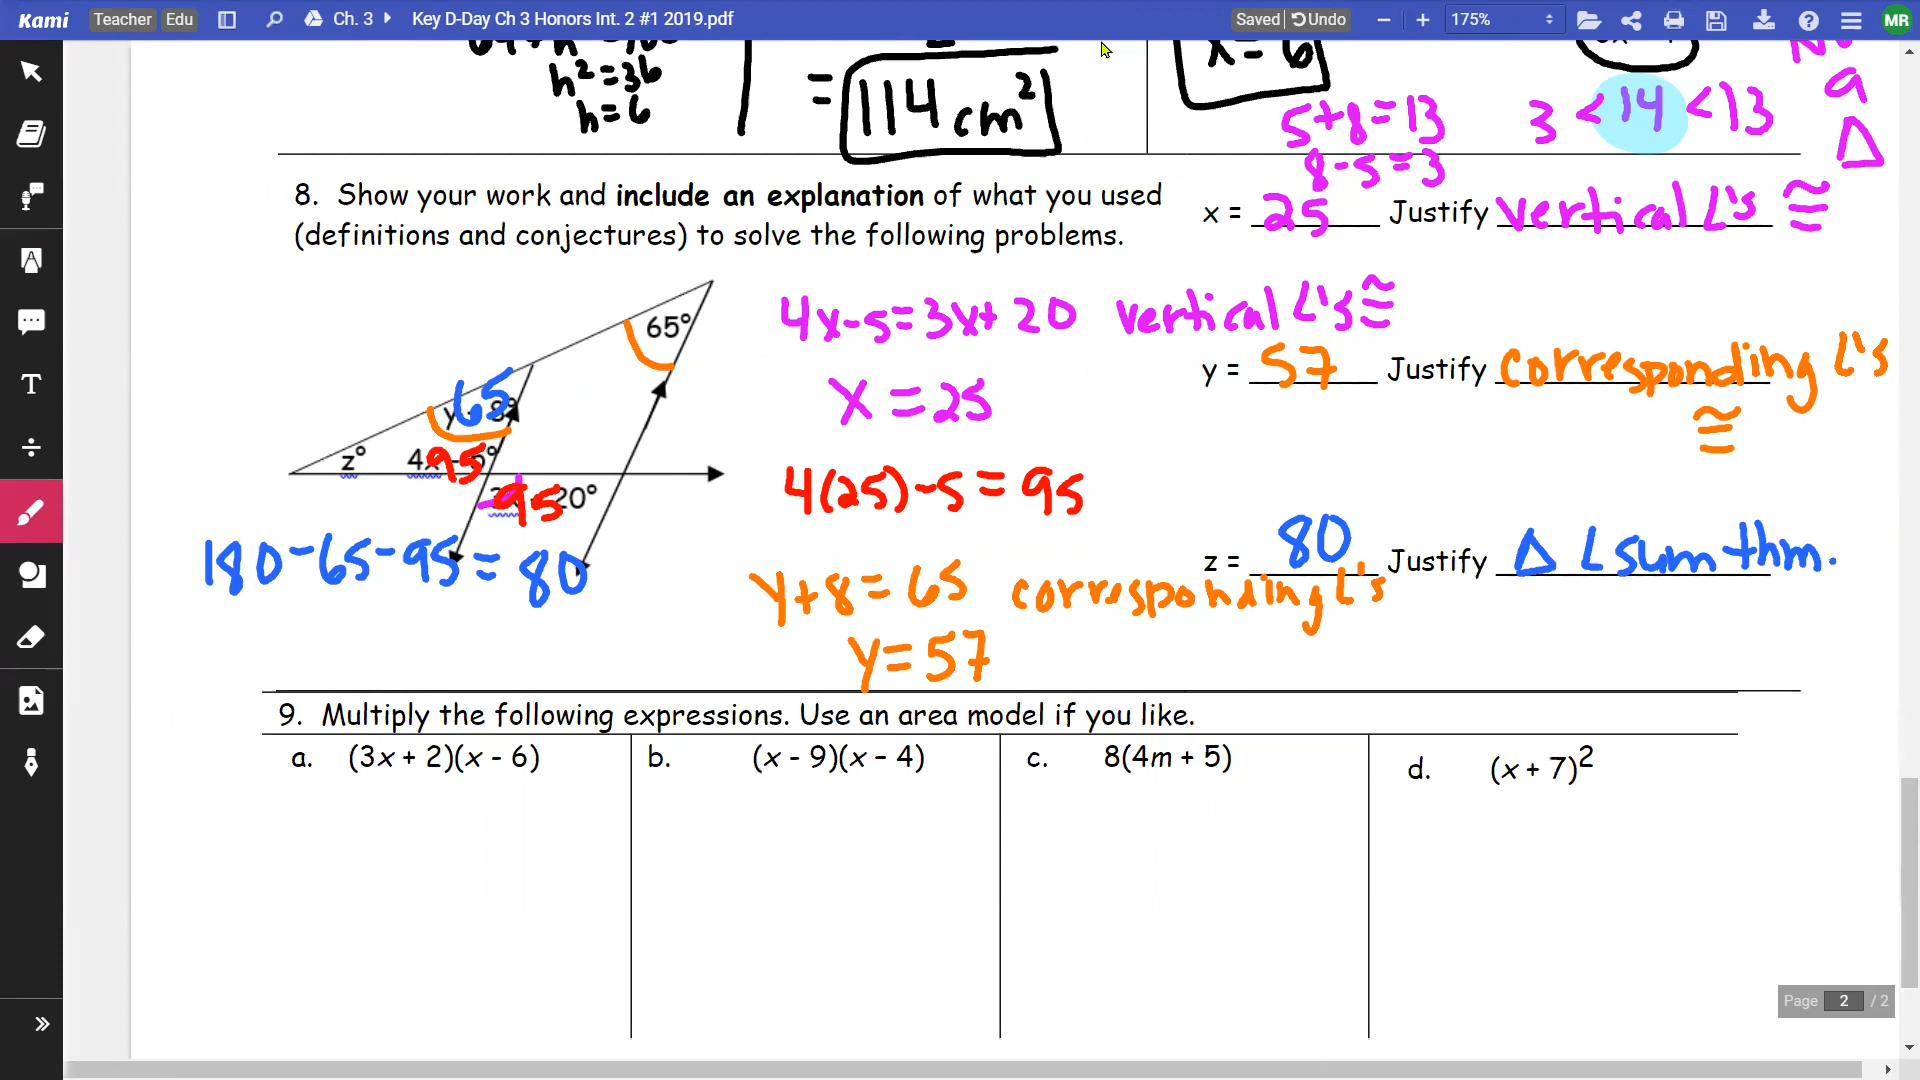 Kami Teacher Edu Ch. 3 Key D-Day Ch 3 Honors Int. 2 #1 2019.pdf Saved Undo 175% MR
h² = 36
h = 6
= 114 cm²
x = 6
5+8=13
8-5=3
3 < 14 < 13
a
Δ
8. Show your work and include an explanation of what you used
(definitions and conjectures) to solve the following problems.
x = 25 Justify vertical ∠'s ≅
65°
4x-5=3x+20 vertical ∠'s ≅
x = 25
y = 57 Justify corresponding ∠'s
≅
65
z° 95
95 20°
4(25)-5=95
180-65-95=80
z = 80 Justify Δ ∠ sum thm.
y+8=65 corresponding ∠'s
y=57
9. Multiply the following expressions. Use an area model if you like.
a. (3x + 2)(x - 6)
b. (x - 9)(x - 4)
c. 8(4m + 5)
d. (x + 7)²
Page 2 / 2